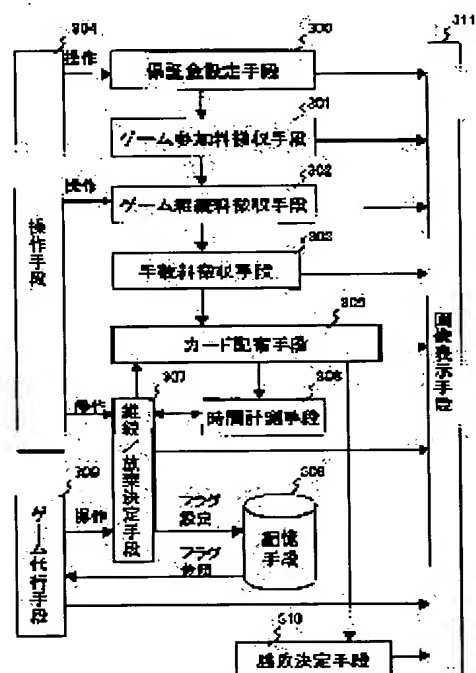 304
300
311
操作
保証金設定手段
301
ゲーム参加料徴収手段
302
操作
ゲーム継続料徴収手段
303
手数料徴収手段
操作手段
305
カード配布手段
画像表示手段
307
306
操作
継続/放棄決定手段
時間計測手段
309
308
操作
フラグ設定
記憶手段
フラグ
ゲーム代行手段
310
勝敗決定手段